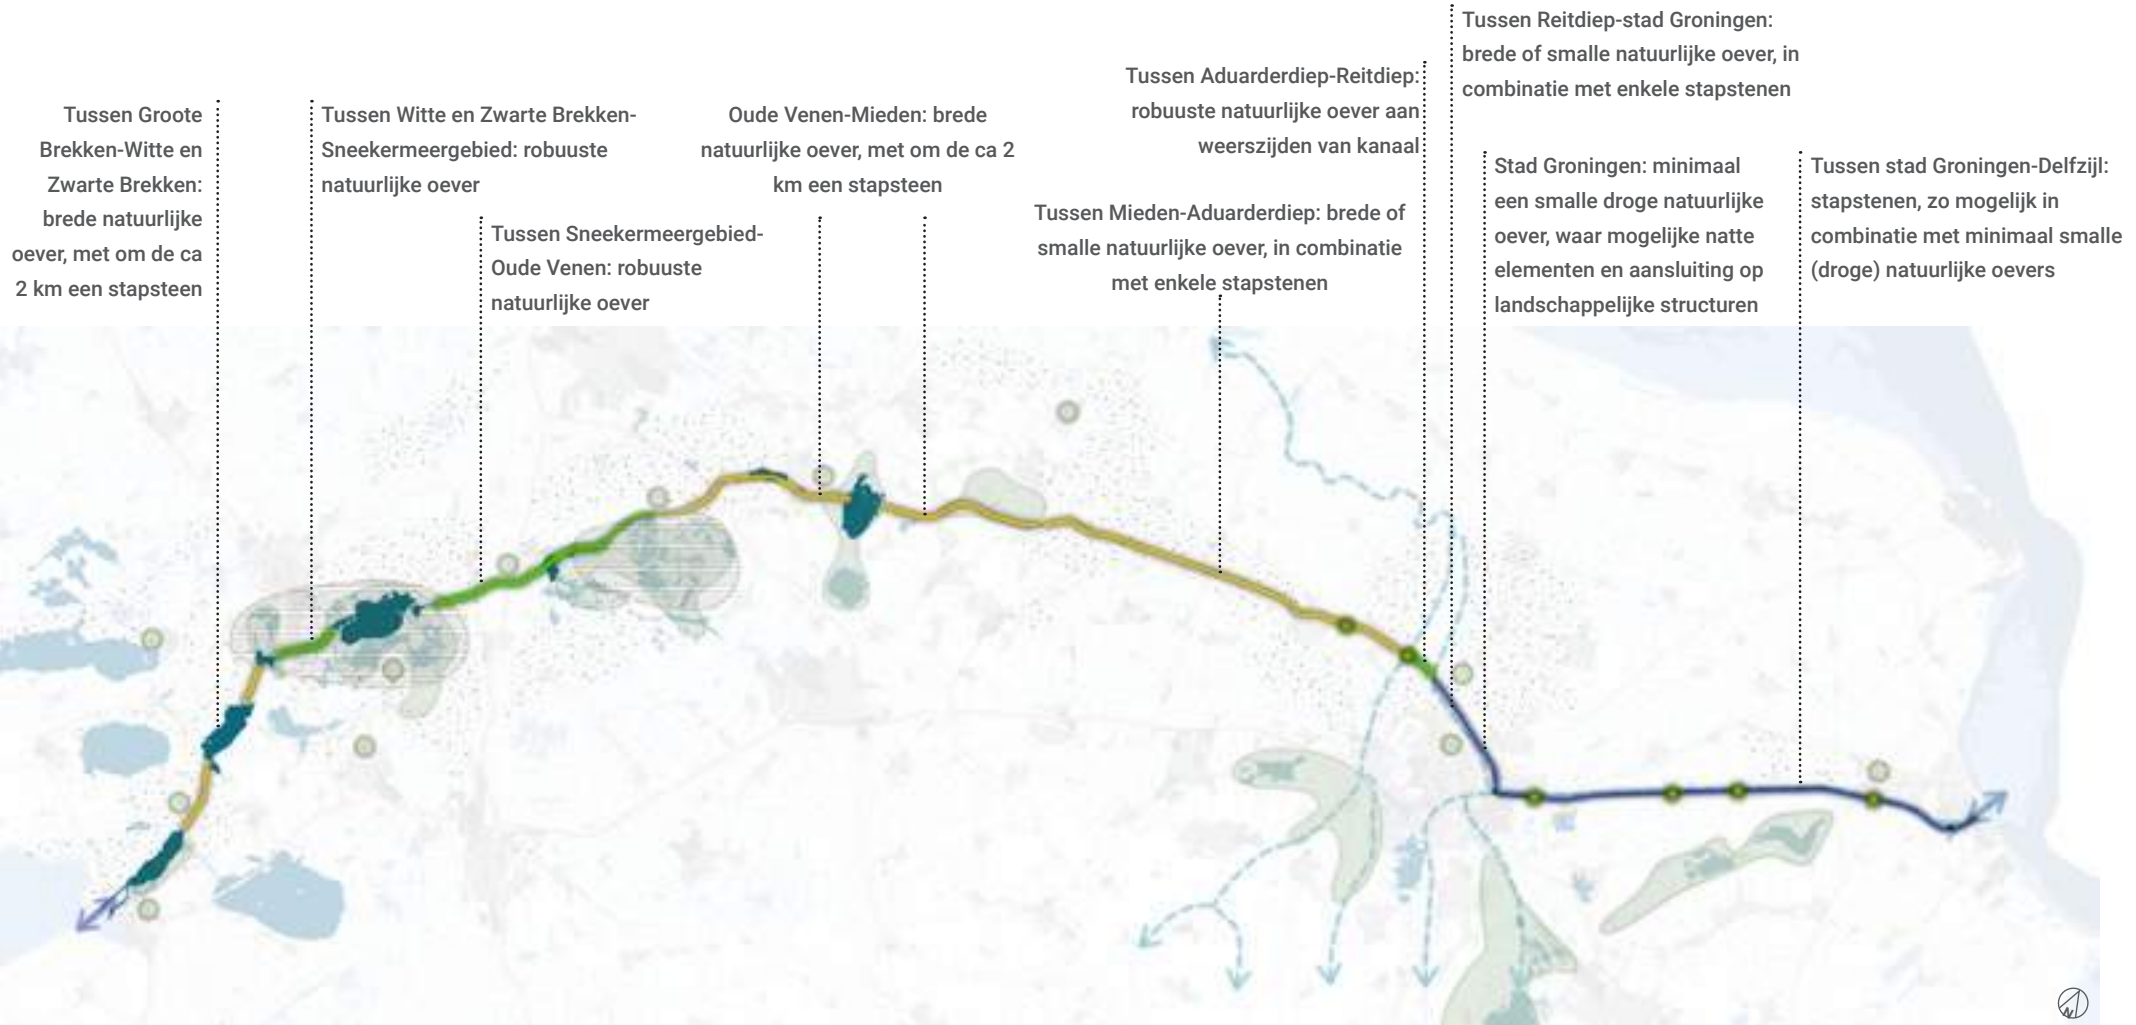 Tussen Groote
Brekken-Witte en
Zwarte Brekken:
brede natuurlijke
oever, met om de ca
2 km een stapsteen
Tussen Witte en Zwarte Brekken-
Sneekermeergebied: robuuste
natuurlijke oever
Tussen Sneekermeergebied-
Oude Venen: robuuste
natuurlijke oever
Oude Venen-Mieden: brede
natuurlijke oever, met om de ca 2
km een stapsteen
Tussen Mieden-Aduarderdiep: brede of
smalle natuurlijke oever, in combinatie
met enkele stapstenen
Tussen Aduarderdiep-Reitdiep:
robuuste natuurlijke oever aan
weerszijden van kanaal
Tussen Reitdiep-stad Groningen:
brede of smalle natuurlijke oever, in
combinatie met enkele stapstenen
Stad Groningen: minimaal
een smalle droge natuurlijke
oever, waar mogelijke natte
elementen en aansluiting op
landschappelijke structuren
Tussen stad Groningen-Delfzijl:
stapstenen, zo mogelijk in
combinatie met minimaal smalle
(droge) natuurlijke oevers
N